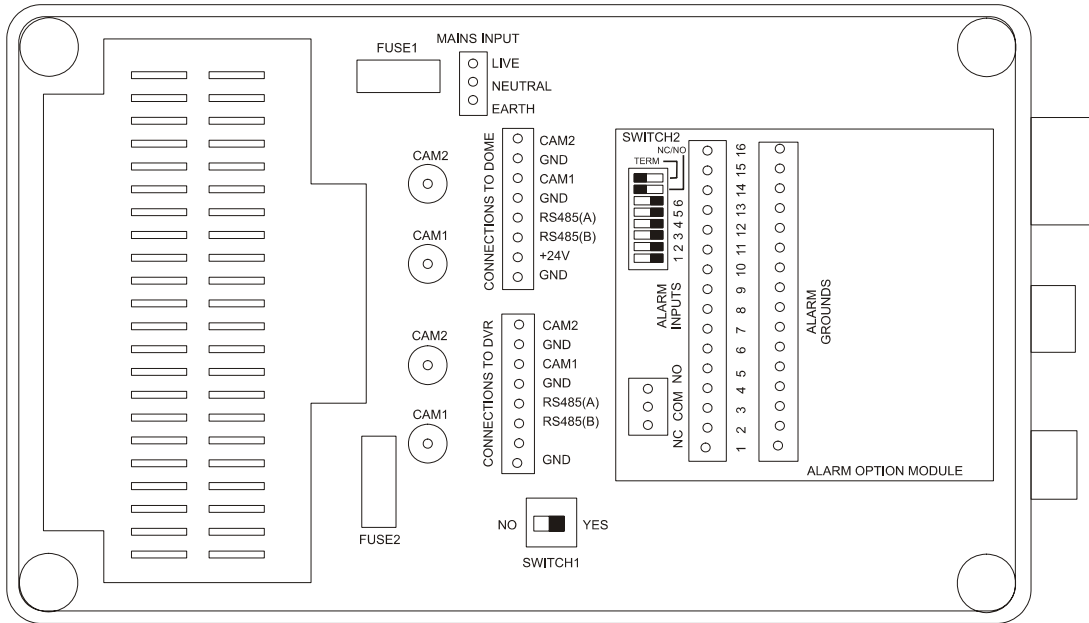 MAINS INPUT
FUSE1
LIVE
NEUTRAL
EARTH
CAM2
CAM1
CONNECTIONS TO DOME
CAM2
GND
CAM1
GND
RS485(A)
RS485(B)
+24V
GND
CAM2
CAM1
CONNECTIONS TO DVR
CAM2
GND
CAM1
GND
RS485(A)
RS485(B)
GND
FUSE2
NO
YES
SWITCH1
SWITCH2
NC/NO
TERM
1 2 3 4 5 6
ALARM
INPUTS
NC COM NO
1 2 3 4 5 6 7 8 9 10 11 12 13 14 15 16
ALARM
GROUNDS
ALARM OPTION MODULE